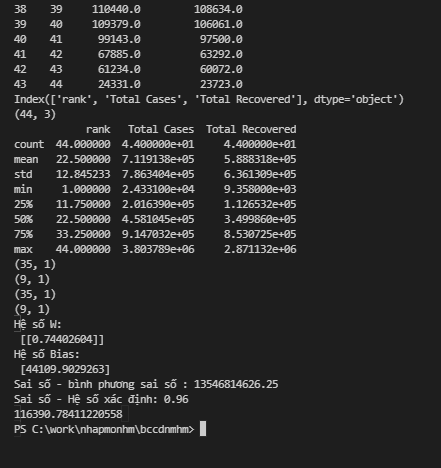 38 39 110440.0 108634.0
39 40 109379.0 106061.0
40 41 99143.0 97500.0
41 42 67885.0 63292.0
42 43 61234.0 60072.0
43 44 24331.0 23723.0
Index(['rank', 'Total Cases', 'Total Recovered'], dtype='object')
(44, 3)
rank Total Cases Total Recovered
count 44.000000 4.400000e+01 4.400000e+01
mean 22.500000 7.119138e+05 5.888318e+05
std 12.845233 7.863404e+05 6.361309e+05
min 1.000000 2.433100e+04 9.358000e+03
25% 11.750000 2.016390e+05 1.126532e+05
50% 22.500000 4.581045e+05 3.499860e+05
75% 33.250000 9.147032e+05 8.530725e+05
max 44.000000 3.803789e+06 2.871132e+06
(35, 1)
(9, 1)
(35, 1)
(9, 1)
Hệ số W:
[[0.74402604]]
Hệ số Bias:
[44109.9029263]
Sai số - bình phương sai số : 13546814626.25
Sai số - Hệ số xác định: 0.96
116390.78411220558
PS C:\work\nhapmonhm\bccdnmhm>